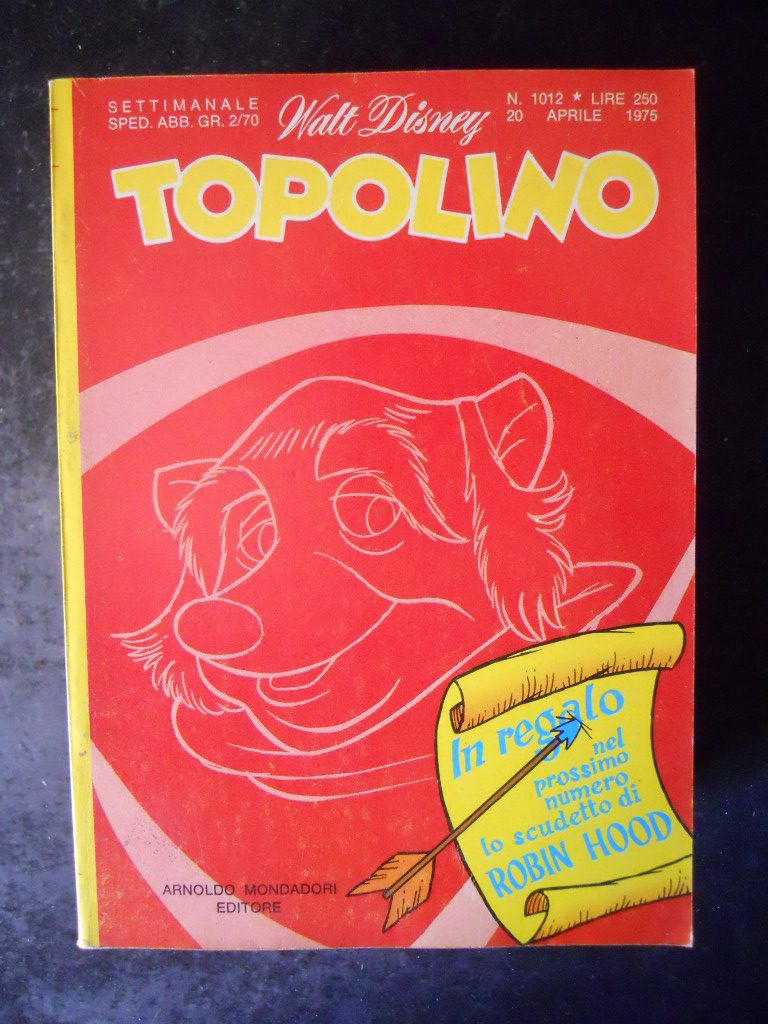 SETTIMANALE
SPED. ABB. GR. 2/70
Walt Disney
N. 1012 * LIRE 250
20 APRILE 1975
TOPOLINO
In regalo
nel
prossimo
numero
lo scudetto di
ROBIN HOOD
ARNOLDO MONDADORI
EDITORE